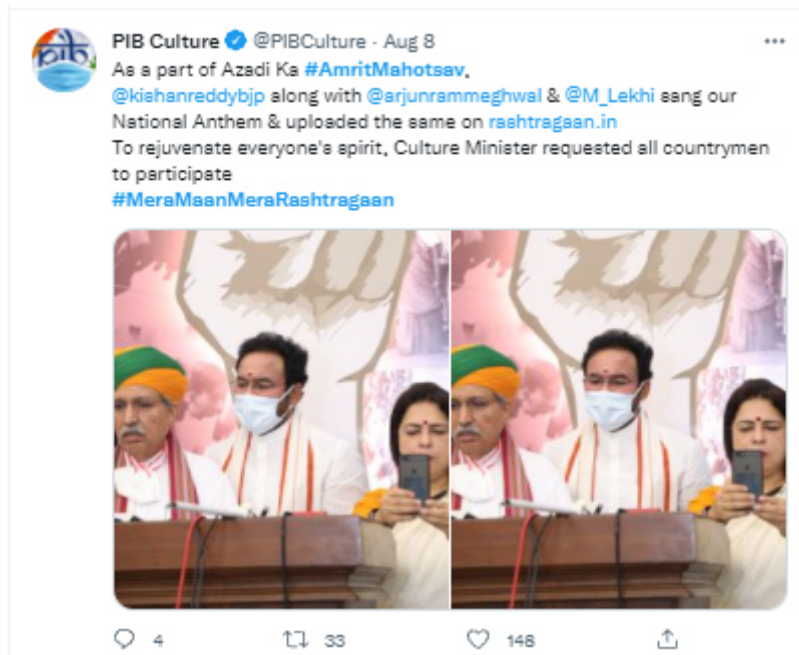 पाiब
PIB Culture @PIBCulture · Aug 8
As a part of Azadi Ka #AmritMahotsav,
@kishanreddybjp along with @arjunrammeghwal & @M_Lekhi sang our
National Anthem & uploaded the same on rashtragaan.in
To rejuvenate everyone's spirit, Culture Minister requested all countrymen
to participate
#MeraMaanMeraRashtragaan
4 33 148